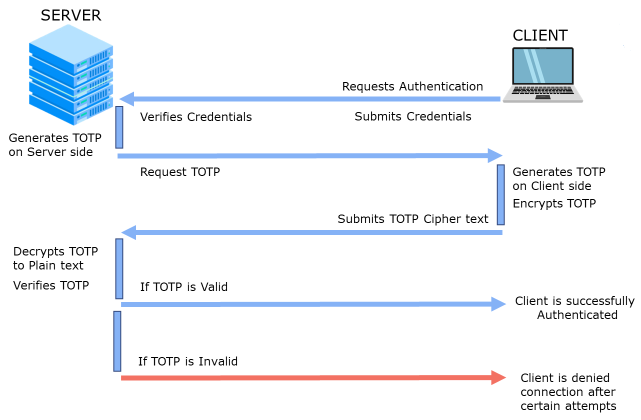 SERVER
CLIENT
Requests Authentication
Verifies Credentials
Submits Credentials
Generates TOTP
on Server side
Request TOTP
Generates TOTP
on Client side
Encrypts TOTP
Submits TOTP Cipher text
Decrypts TOTP
to Plain text
Verifies TOTP
If TOTP is Valid
Client is successfully
Authenticated
If TOTP is Invalid
Client is denied
connection after
certain attempts